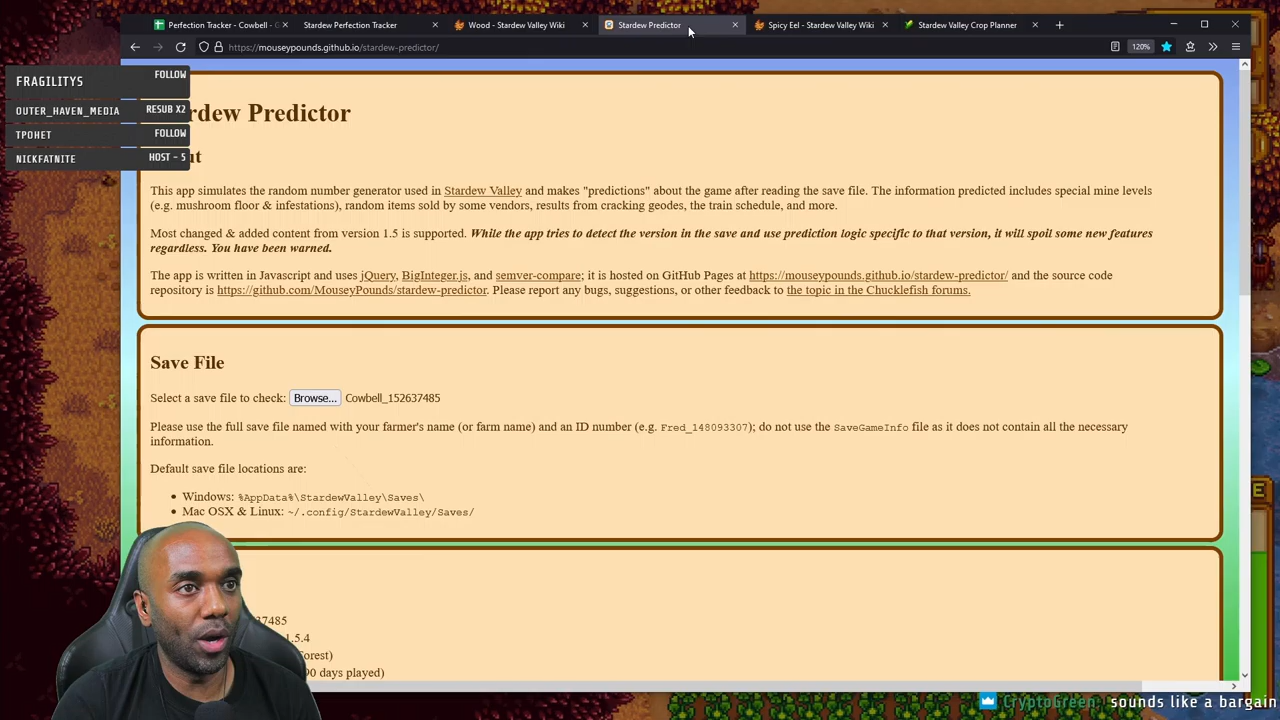 Perfection Tracker - Cowbell - G
Stardew Perfection Tracker
Wood - Stardew Valley Wiki
Stardew Predictor
Spicy Eel - Stardew Valley Wiki
Stardew Valley Crop Planner
https://mouseypounds.github.io/stardew-predictor/
120%
FRAGILITYS FOLLOW
OUTER_HAVEN_MEDIA RESUB X2
TPOHET FOLLOW
NICKFATNITE HOST - 5
rdew Predictor
ut
This app simulates the random number generator used in Stardew Valley and makes "predictions" about the game after reading the save file. The information predicted includes special mine levels
(e.g. mushroom floor & infestations), random items sold by some vendors, results from cracking geodes, the train schedule, and more.
Most changed & added content from version 1.5 is supported. While the app tries to detect the version in the save and use prediction logic specific to that version, it will spoil some new features
regardless. You have been warned.
The app is written in Javascript and uses jQuery, BigInteger.js, and semver-compare; it is hosted on GitHub Pages at https://mouseypounds.github.io/stardew-predictor/ and the source code
repository is https://github.com/MouseyPounds/stardew-predictor. Please report any bugs, suggestions, or other feedback to the topic in the Chucklefish forums.
Save File
Select a save file to check: Browse... Cowbell_152637485
Please use the full save file named with your farmer's name (or farm name) and an ID number (e.g. Fred_148093307); do not use the SaveGameInfo file as it does not contain all the necessary
information.
Default save file locations are:
• Windows: %AppData%\StardewValley\Saves\
• Mac OSX & Linux: ~/.config/StardewValley/Saves/
37485
1.5.4
Forest)
00 days played)
CryptoGreen: sounds like a bargain